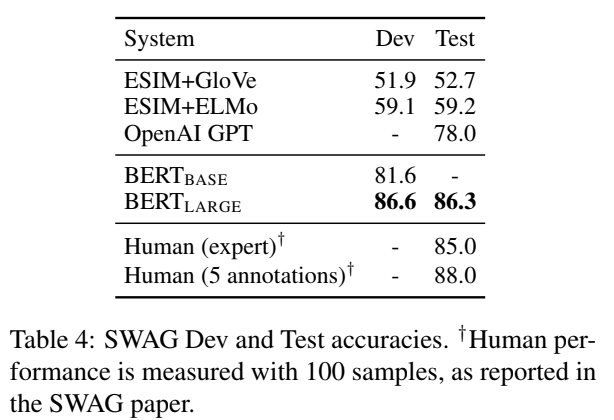 System Dev Test
ESIM+GloVe 51.9 52.7
ESIM+ELMo 59.1 59.2
OpenAI GPT - 78.0
BERT_BASE 81.6 -
BERT_LARGE 86.6 86.3
Human (expert)† - 85.0
Human (5 annotations)† - 88.0
Table 4: SWAG Dev and Test accuracies. †Human per-
formance is measured with 100 samples, as reported in
the SWAG paper.